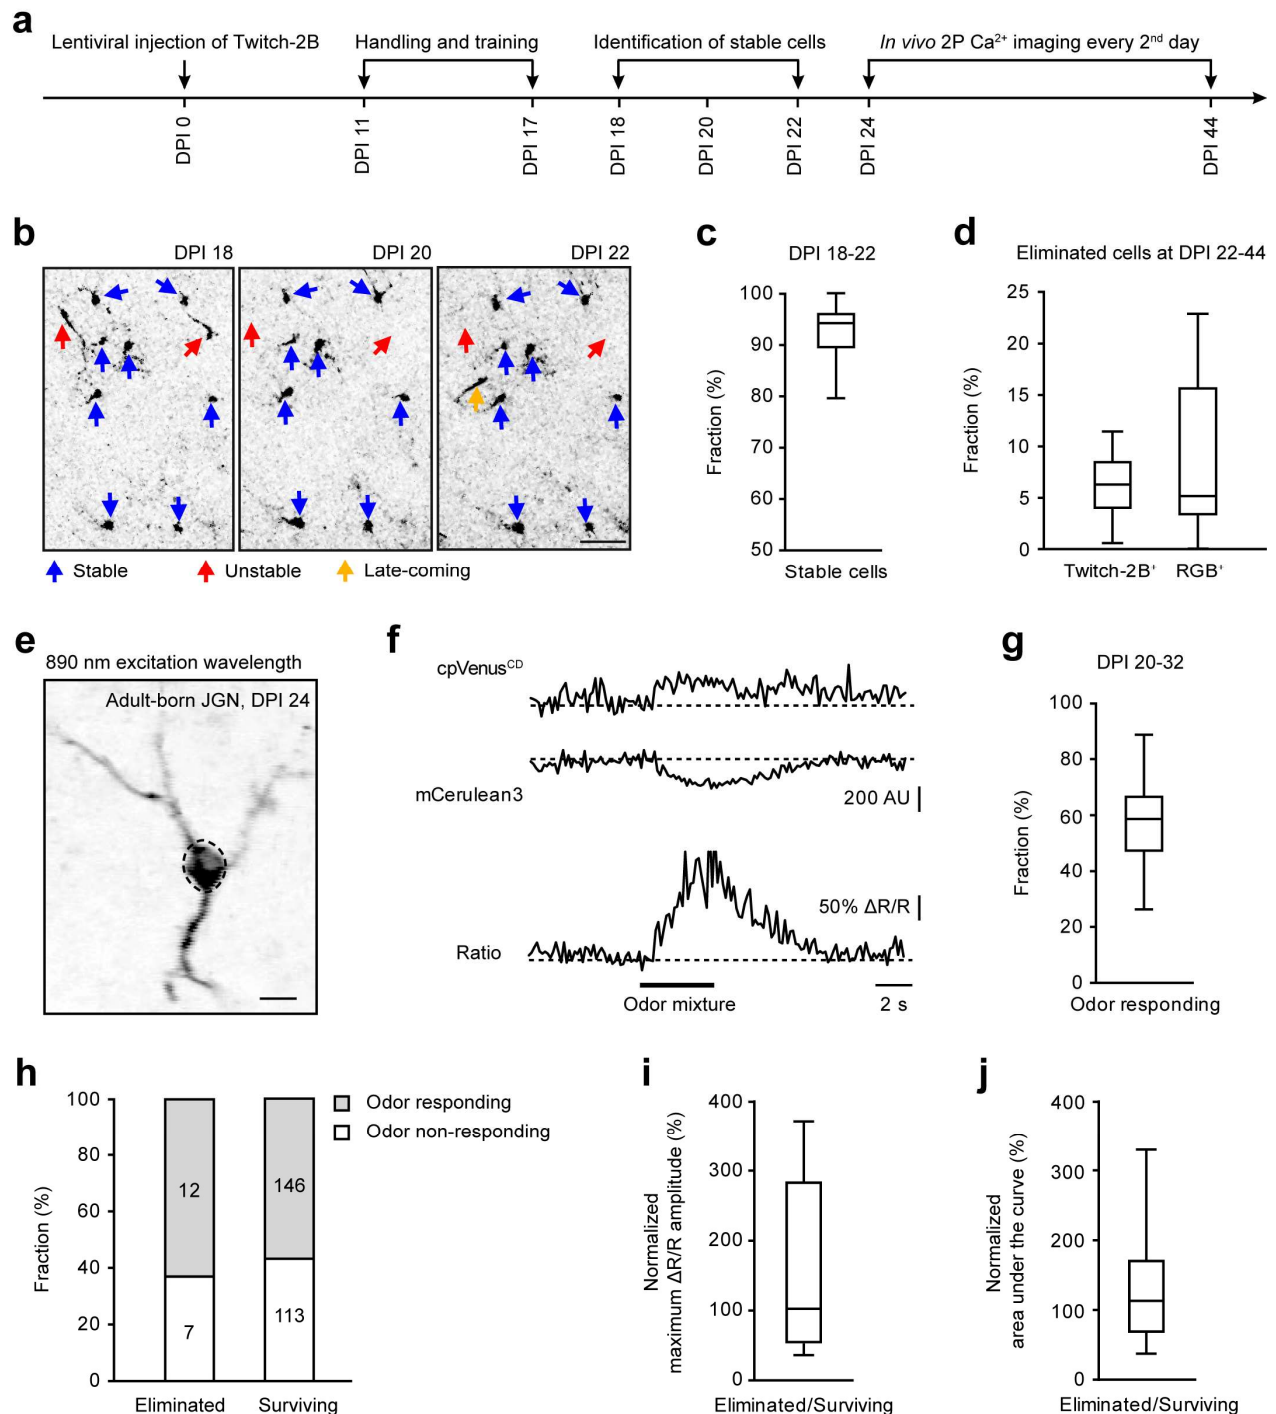 a
Lentiviral injection of Twitch-2B
Handling and training
Identification of stable cells
In vivo 2P Ca²⁺ imaging every 2ⁿᵈ day
DPI 0
DPI 11
DPI 17
DPI 18
DPI 20
DPI 22
DPI 24
DPI 44
b
DPI 18
DPI 20
DPI 22
Stable
Unstable
Late-coming
c
DPI 18-22
Fraction (%)
100
90
80
70
60
50
Stable cells
d
Eliminated cells at DPI 22-44
Fraction (%)
25
20
15
10
5
0
Twitch-2B⁺
RGB⁺
e
890 nm excitation wavelength
Adult-born JGN, DPI 24
f
cpVenusᶜᴰ
mCerulean3
200 AU
50% ΔR/R
Ratio
Odor mixture
2 s
g
DPI 20-32
Fraction (%)
100
80
60
40
20
0
Odor responding
h
Fraction (%)
100
80
60
40
20
0
12
7
146
113
Eliminated
Surviving
Odor responding
Odor non-responding
i
Normalized
maximum ΔR/R amplitude (%)
400
300
200
100
0
Eliminated/Surviving
j
Normalized
area under the curve (%)
400
300
200
100
0
Eliminated/Surviving